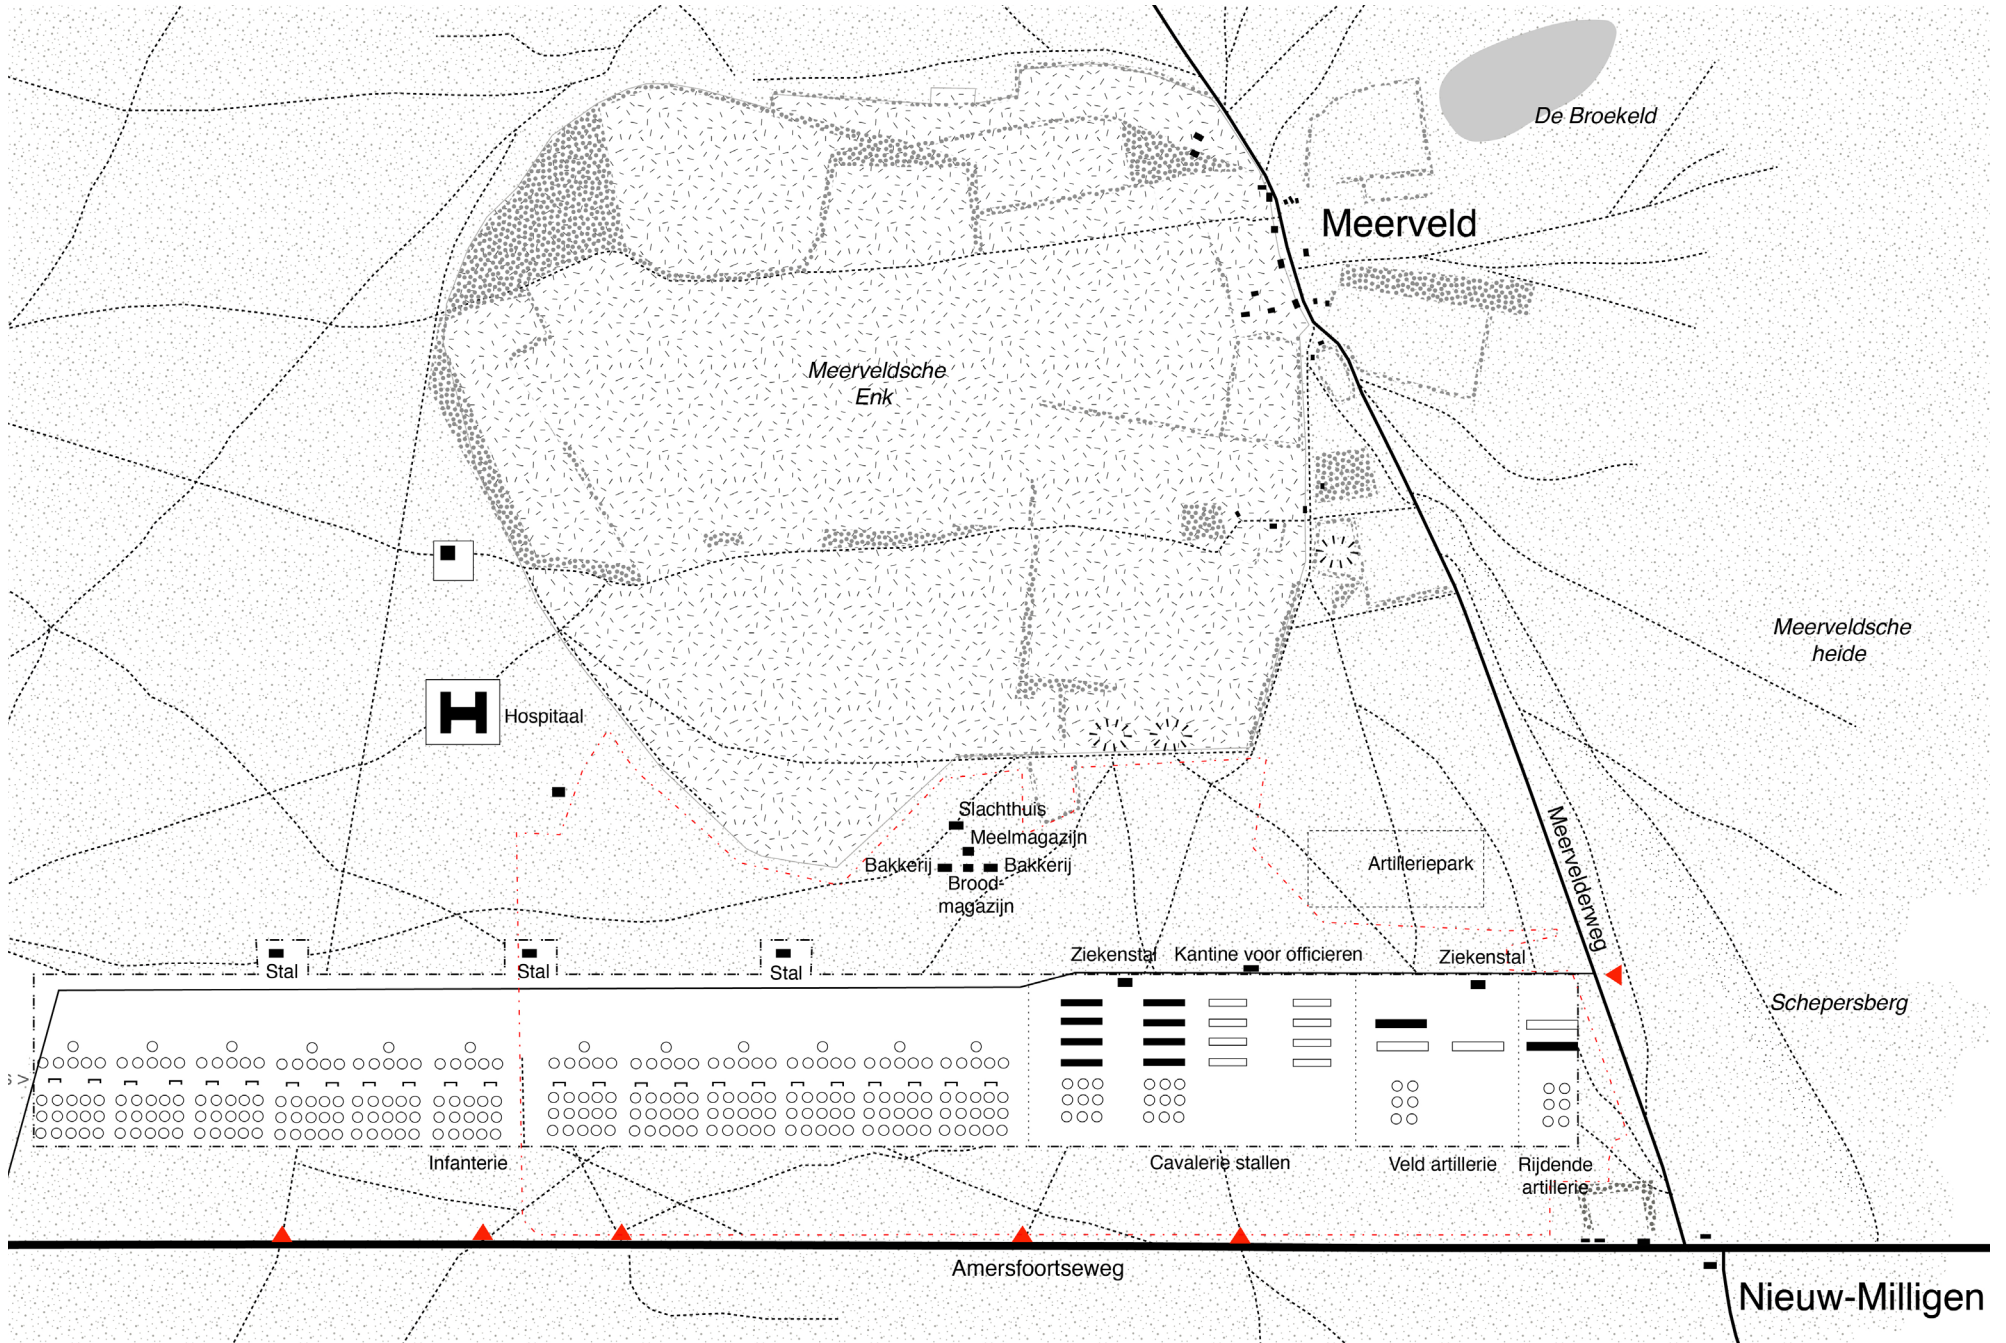 De Broekeld
Meerveld
Meerveldsche
Enk
Meerveldsche
heide
Hospitaal
Slachthuis
Meelmagazijn
Bakkerij
Bakkerij
Brood-
magazijn
Artilleriepark
Meervelderweg
Stal
Stal
Stal
Ziekenstal
Kantine voor officieren
Ziekenstal
Schepersberg
s >
Infanterie
Cavalerie stallen
Veld artillerie
Rijdende
artillerie
Amersfoortseweg
Nieuw-Milligen